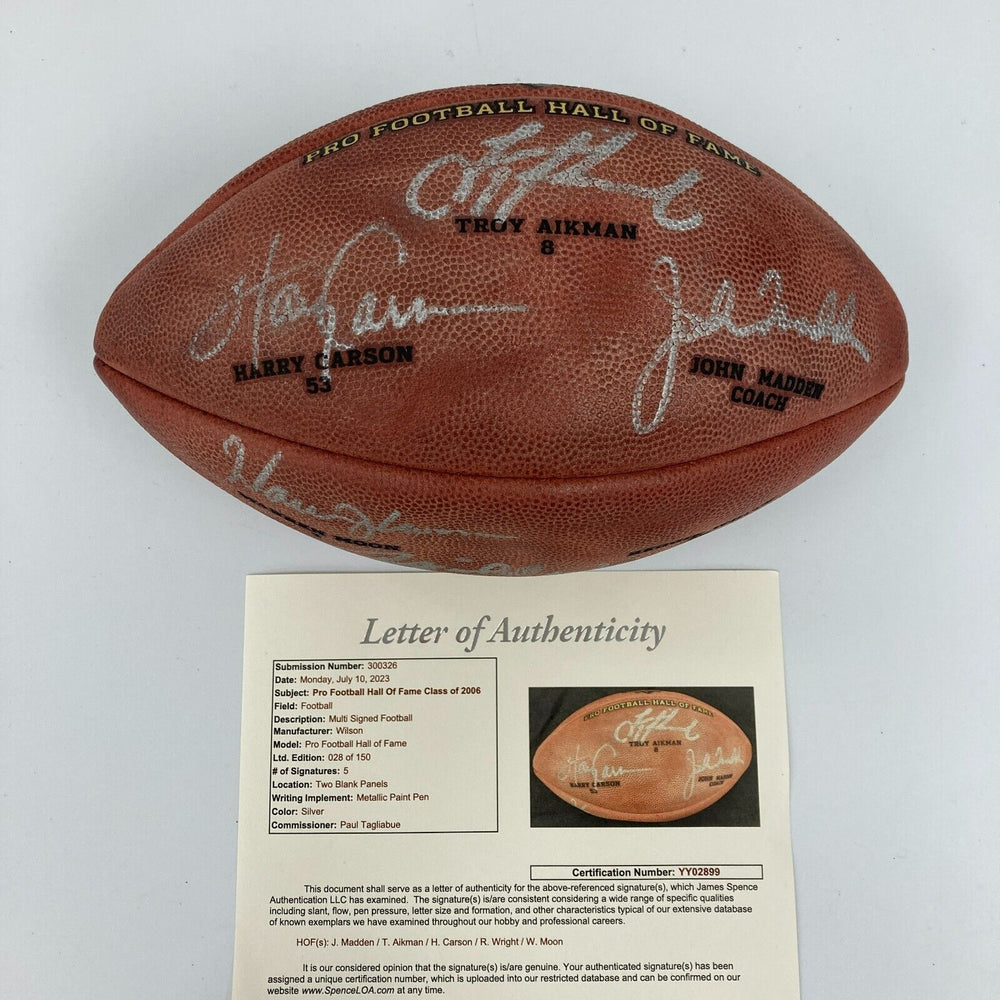 PRO FOOTBALL HALL OF FAME
TROY AIKMAN
8
HARRY CARSON
53
JOHN MADDEN
COACH
MOON
Letter of Authenticity
Submission Number: 300326
Date: Monday, July 10, 2023
Subject: Pro Football Hall Of Fame Class of 2006
Field: Football
Description: Multi Signed Football
Manufacturer: Wilson
Model: Pro Football Hall of Fame
Ltd. Edition: 028 of 150
# of Signatures: 5
Location: Two Blank Panels
Writing Implement: Metallic Paint Pen
Color: Silver
Commissioner: Paul Tagliabue
PRO FOOTBALL HALL OF FAME
TROY AIKMAN
8
HARRY CARSON
53
JOHN MADDEN
COACH
Certification Number: YY02899
This document shall serve as a letter of authenticity for the above-referenced signature(s), which James Spence
Authentication LLC has examined. The signature(s) is/are consistent considering a wide range of specific qualities
including slant, flow, pen pressure, letter size and formation, and other characteristics typical of our extensive database
of known exemplars we have examined throughout our hobby and professional careers.
HOF(s): J. Madden / T. Aikman / H. Carson / R. Wright / W. Moon
It is our considered opinion that the signature(s) is/are genuine. Your authenticated signature(s) has been
assigned a unique certification number, which is uploaded into our restricted database and can be confirmed on our
website www.SpenceLOA.com at any time.